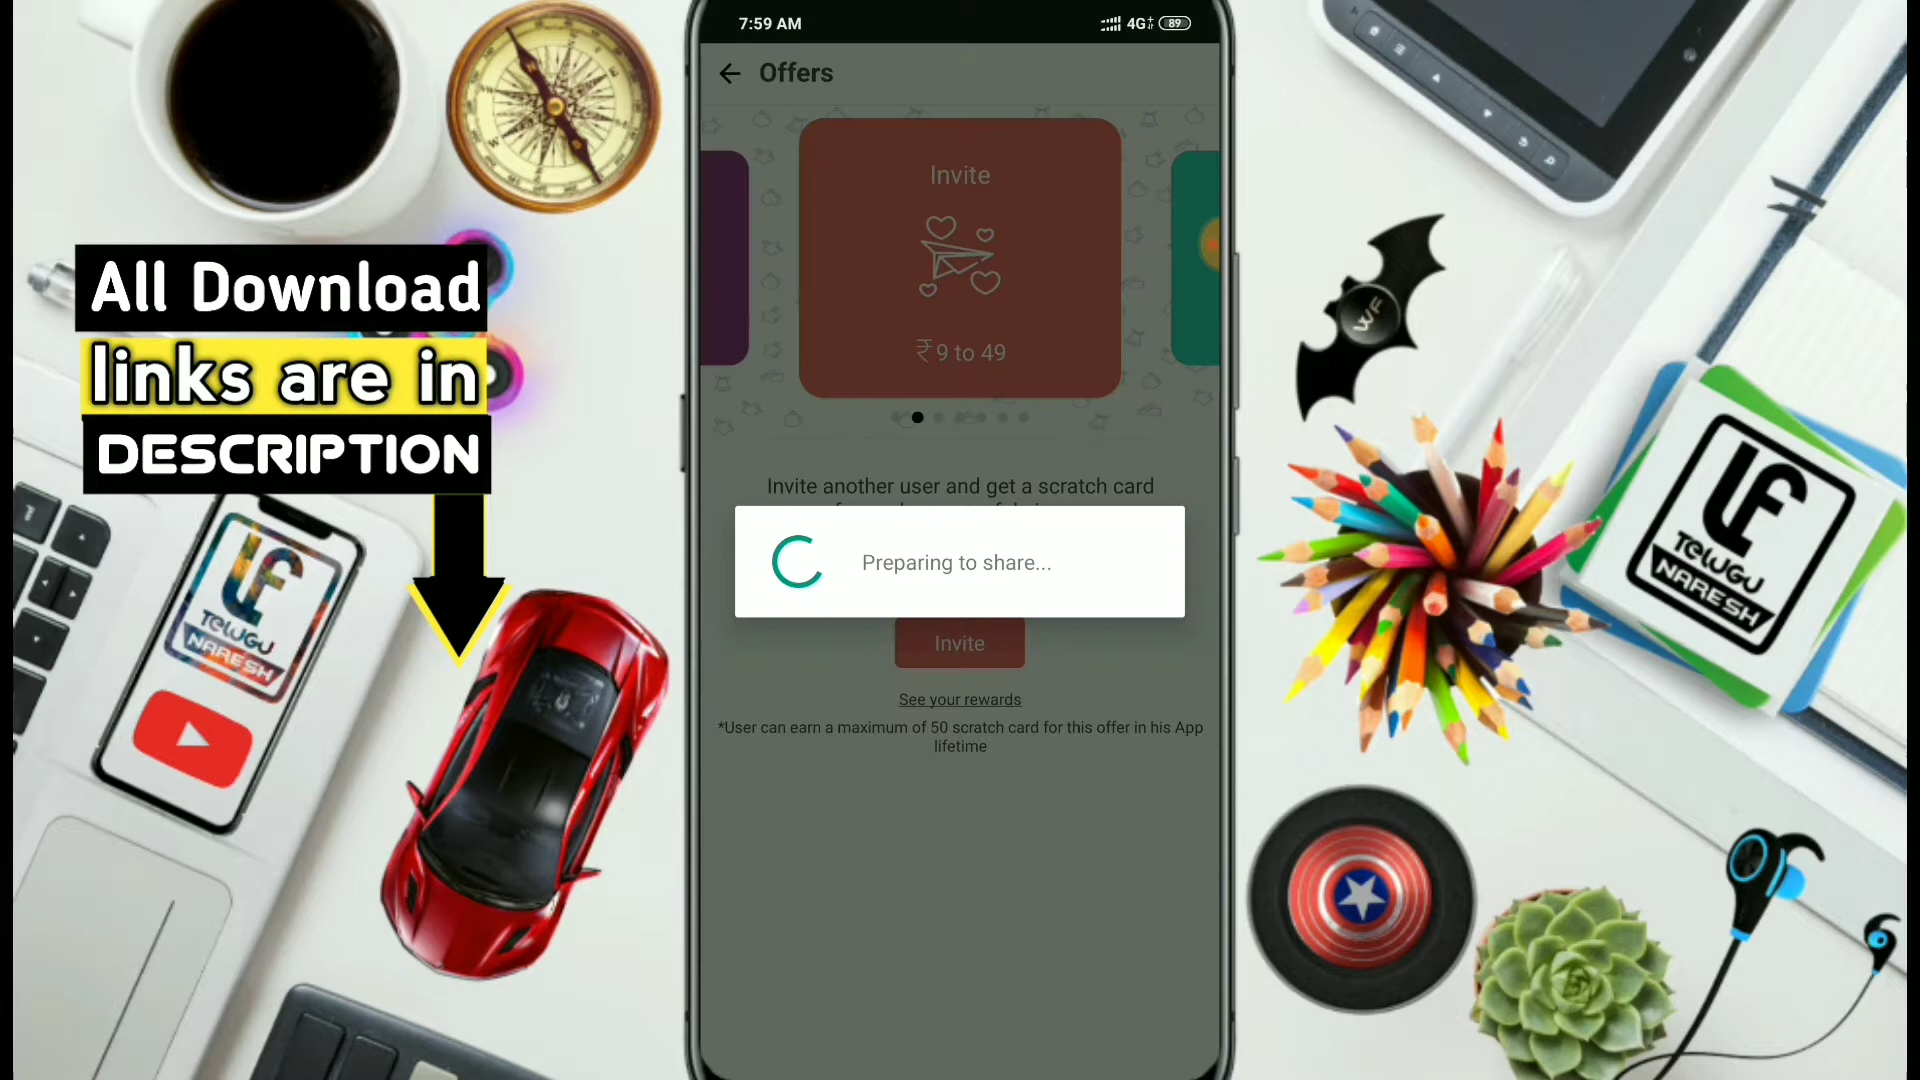 7:59 AM
4G+
89
Offers
Invite
₹ 9 to 49
Invite another user and get a scratch card
Preparing to share...
Invite
See your rewards
*User can earn a maximum of 50 scratch card for this offer in his App
lifetime
All Download
links are in
DESCRIPTION
TELUGU
NARESH
WF
TELUGU
NARESH